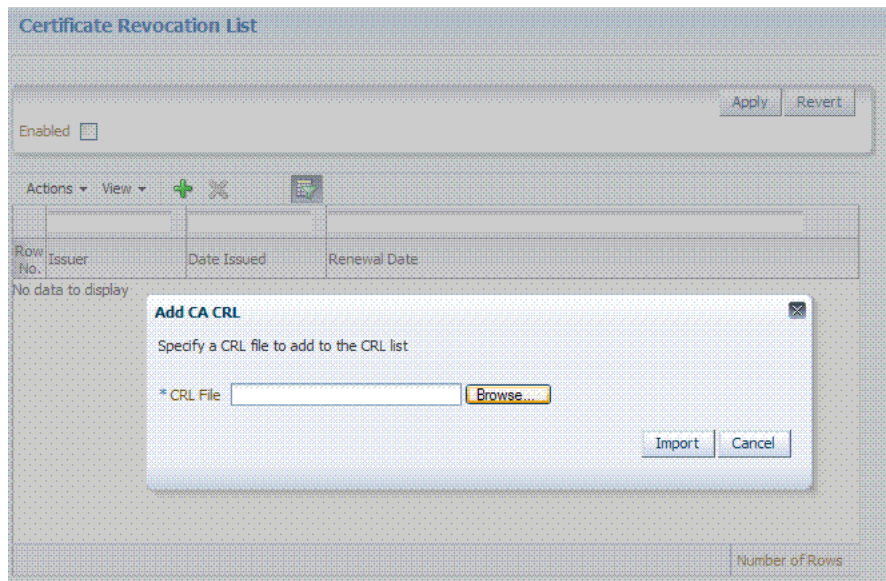 Certificate Revocation List
Apply Revert
Enabled
Actions View
Row No. Issuer Date Issued Renewal Date
No data to display
Add CA CRL
Specify a CRL file to add to the CRL list
* CRL File Browse...
Import Cancel
Number of Rows